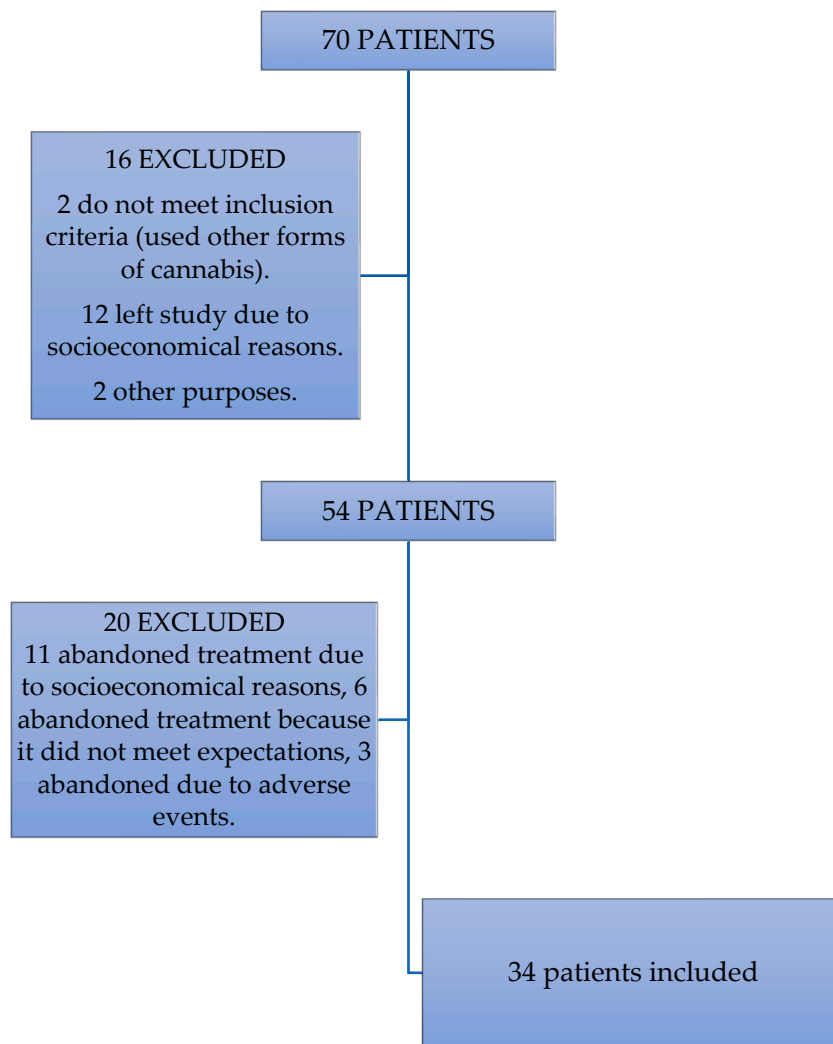 70 PATIENTS
16 EXCLUDED
2 do not meet inclusion
criteria (used other forms
of cannabis).
12 left study due to
socioeconomical reasons.
2 other purposes.
54 PATIENTS
20 EXCLUDED
11 abandoned treatment due
to socioeconomical reasons, 6
abandoned treatment because
it did not meet expectations, 3
abandoned due to adverse
events.
34 patients included